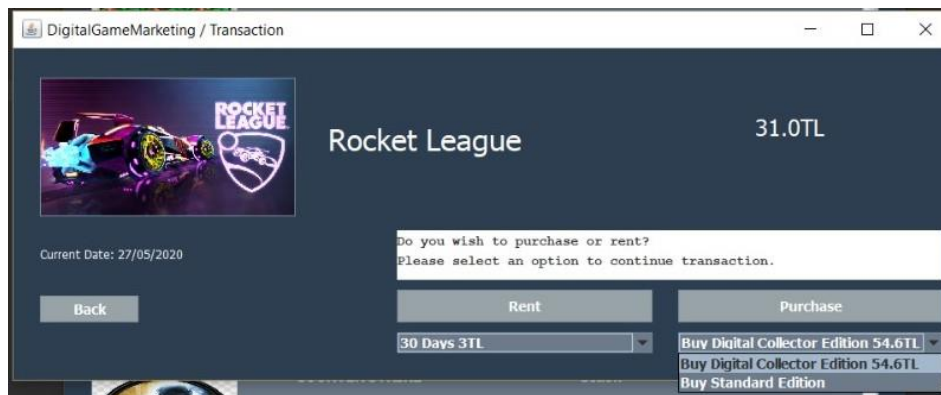 DigitalGameMarketing / Transaction
ROCKET
LEAGUE
Rocket League
31.0TL
Current Date: 27/05/2020
Do you wish to purchase or rent?
Please select an option to continue transaction.
Back
Rent
Purchase
30 Days 3TL
Buy Digital Collector Edition 54.6TL
Buy Digital Collector Edition 54.6TL
Buy Standard Edition